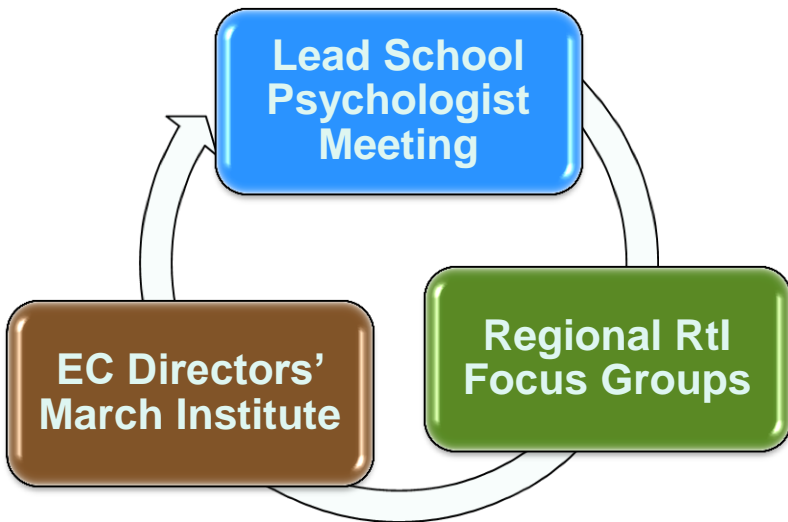 Lead School
Psychologist
Meeting
Regional RtI
Focus Groups
EC Directors’
March Institute